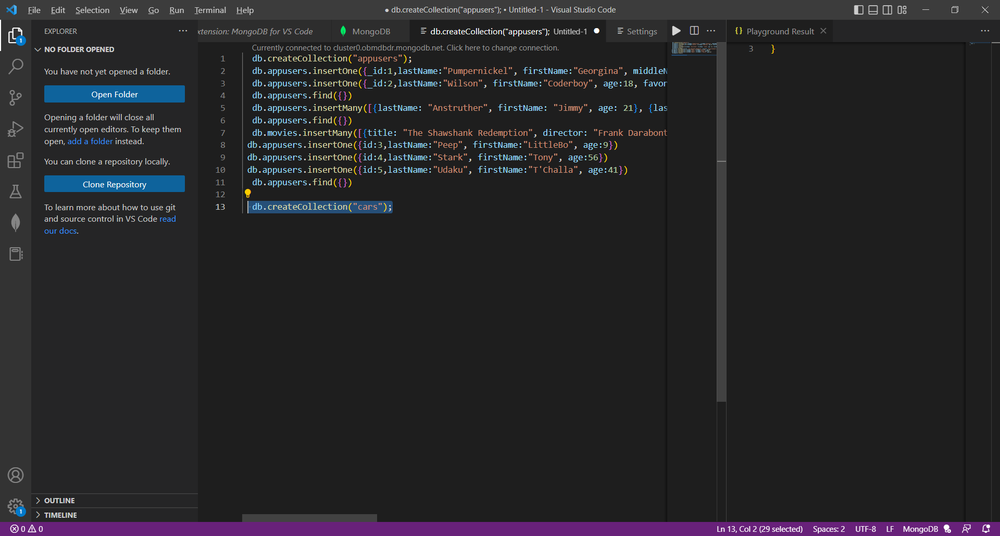 File Edit Selection View Go Run Terminal Help
● db.createCollection("appusers"); • Untitled-1 - Visual Studio Code
EXPLORER
NO FOLDER OPENED
You have not yet opened a folder.
Open Folder
Opening a folder will close all
currently open editors. To keep them
open, add a folder instead.
You can clone a repository locally.
Clone Repository
To learn more about how to use git
and source control in VS Code read
our docs.
OUTLINE
TIMELINE
1
1
xtension: MongoDB for VS Code
MongoDB
db.createCollection("appusers"); Untitled-1
Settings
Currently connected to cluster0.obmdbdr.mongodb.net. Click here to change connection.
1 db.createCollection("appusers");
2 db.appusers.insertOne({_id:1,lastName:"Pumpernickel", firstName:"Georgina", middleN
3 db.appusers.insertOne({_id:2,lastName:"Wilson", firstName:"Coderboy", age:18, favor
4 db.appusers.find({})
5 db.appusers.insertMany([{lastName: "Anstruther", firstName: "Jimmy", age: 21}, {las
6 db.appusers.find({})
7 db.movies.insertMany([{title: "The Shawshank Redemption", director: "Frank Darabont
8 db.appusers.insertOne({id:3,lastName:"Peep", firstName:"LittleBo", age:9})
9 db.appusers.insertOne({id:4,lastName:"Stark", firstName:"Tony", age:56})
10 db.appusers.insertOne({id:5,lastName:"Udaku", firstName:"T'Challa", age:41})
11 db.appusers.find({})
12
13 db.createCollection("cars");
{} Playground Result
3 }
0 0
Ln 13, Col 2 (29 selected) Spaces: 2 UTF-8 LF MongoDB